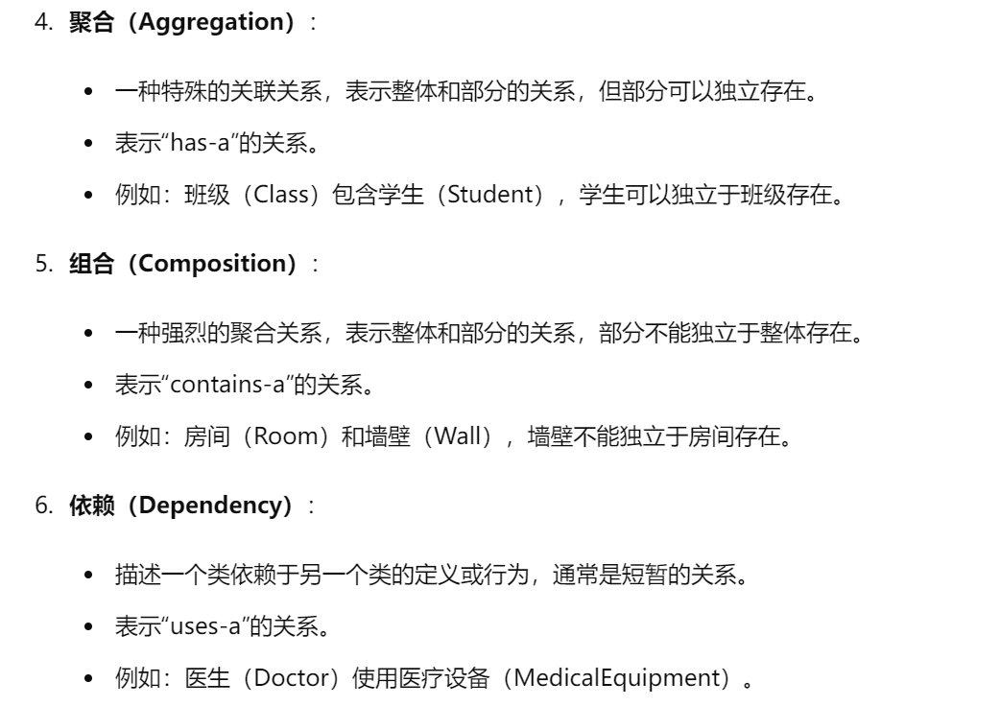 4. 聚合（Aggregation）：
• 一种特殊的关联关系，表示整体和部分的关系，但部分可以独立存在。
• 表示“has-a”的关系。
• 例如：班级（Class）包含学生（Student），学生可以独立于班级存在。
5. 组合（Composition）：
• 一种强烈的聚合关系，表示整体和部分的关系，部分不能独立于整体存在。
• 表示“contains-a”的关系。
• 例如：房间（Room）和墙壁（Wall），墙壁不能独立于房间存在。
6. 依赖（Dependency）：
• 描述一个类依赖于另一个类的定义或行为，通常是短暂的关系。
• 表示“uses-a”的关系。
• 例如：医生（Doctor）使用医疗设备（MedicalEquipment）。